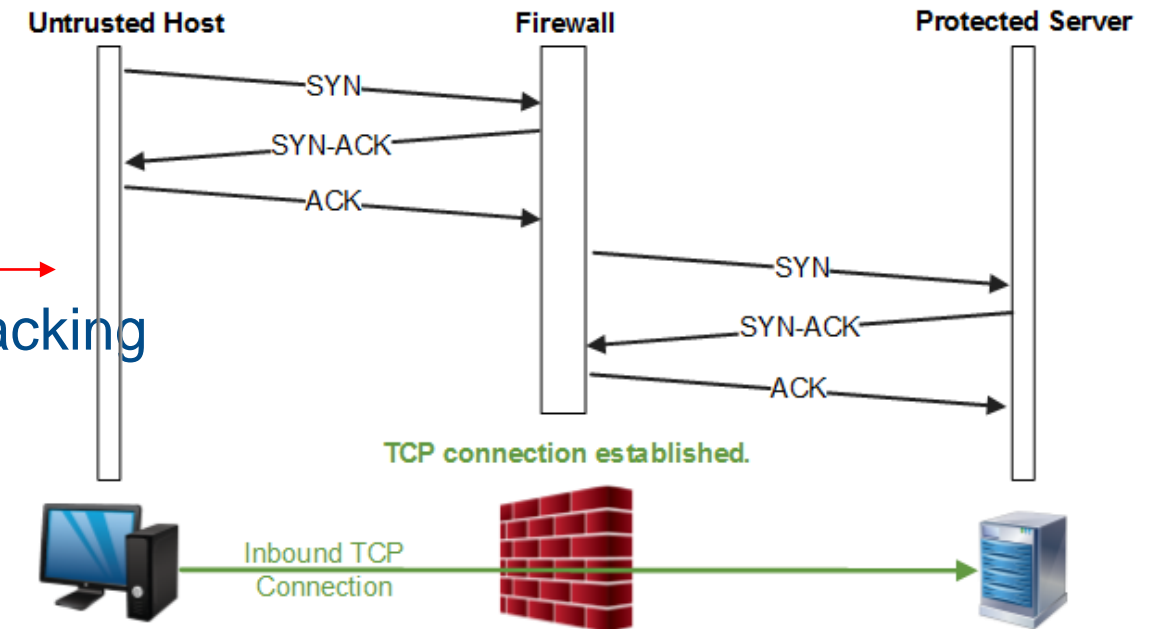 Untrusted Host
Firewall
Protected Server
SYN
SYN-ACK
ACK
SYN
acking
SYN-ACK
ACK
TCP connection established.
Inbound TCP
Connection